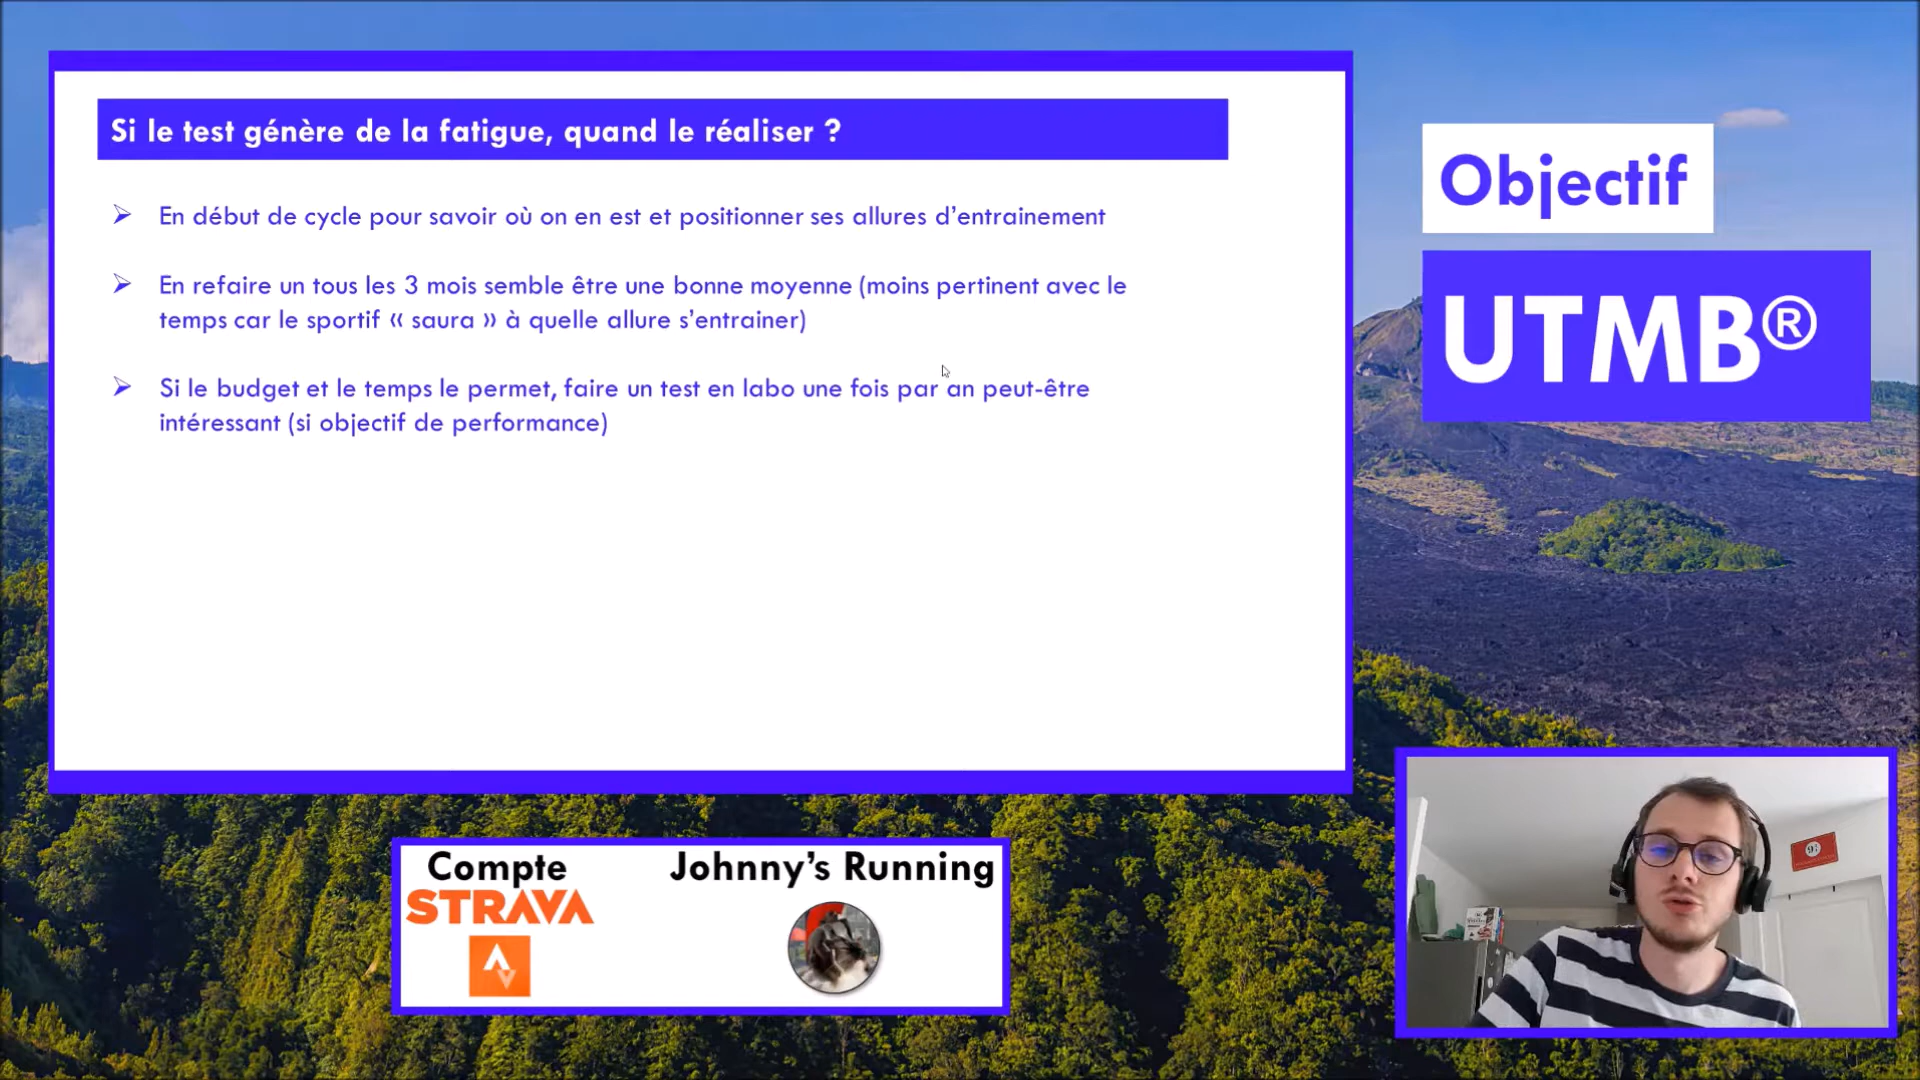 Si le test génère de la fatigue, quand le réaliser ?
En début de cycle pour savoir où on en est et positionner ses allures d’entrainement
En refaire un tous les 3 mois semble être une bonne moyenne (moins pertinent avec le
temps car le sportif « saura » à quelle allure s’entrainer)
Si le budget et le temps le permet, faire un test en labo une fois par an peut-être
intéressant (si objectif de performance)
Objectif
UTMB®
Compte
STRAVA
Johnny’s Running